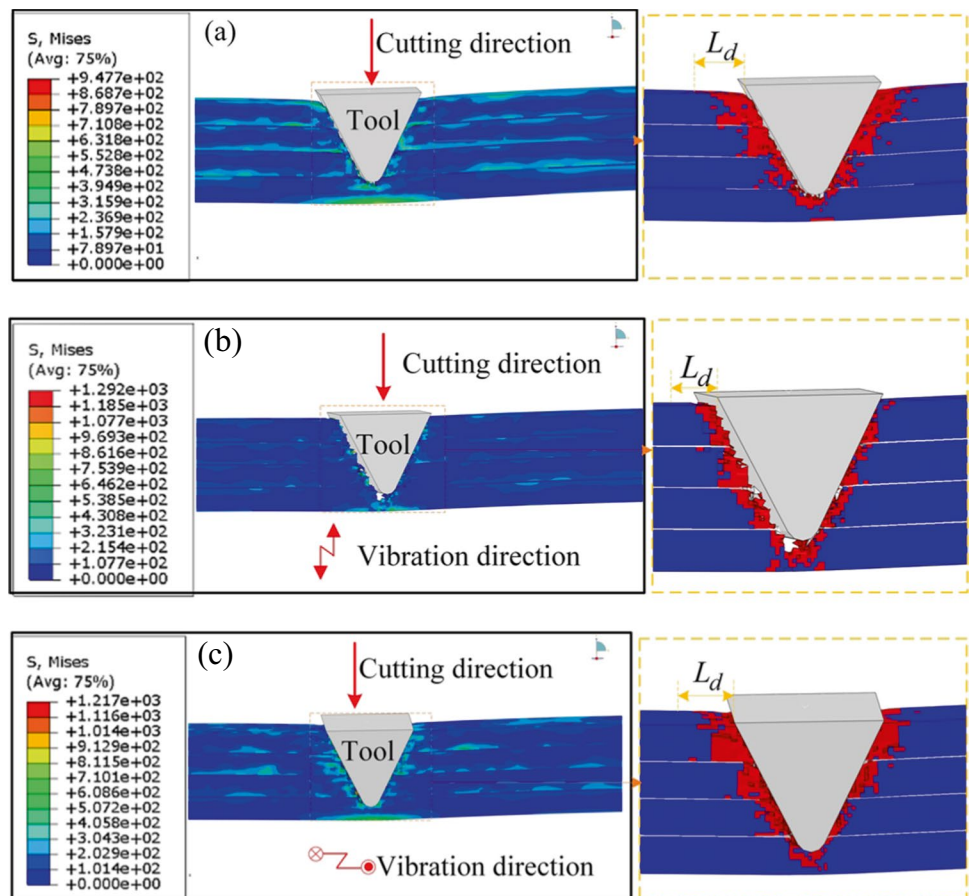 (a)
S, Mises
(Avg: 75%)
+9.477e+02
+8.687e+02
+7.897e+02
+7.108e+02
+6.318e+02
+5.528e+02
+4.738e+02
+3.949e+02
+3.159e+02
+2.369e+02
+1.579e+02
+7.897e+01
+0.000e+00
Cutting direction
Tool
Ld
(b)
S, Mises
(Avg: 75%)
+1.292e+03
+1.185e+03
+1.077e+03
+9.693e+02
+8.616e+02
+7.539e+02
+6.462e+02
+5.385e+02
+4.308e+02
+3.231e+02
+2.154e+02
+1.077e+02
+0.000e+00
Cutting direction
Tool
Vibration direction
Ld
(c)
S, Mises
(Avg: 75%)
+1.217e+03
+1.116e+03
+1.014e+03
+9.129e+02
+8.115e+02
+7.101e+02
+6.086e+02
+5.072e+02
+4.058e+02
+3.043e+02
+2.029e+02
+1.014e+02
+0.000e+00
Cutting direction
Tool
Vibration direction
Ld